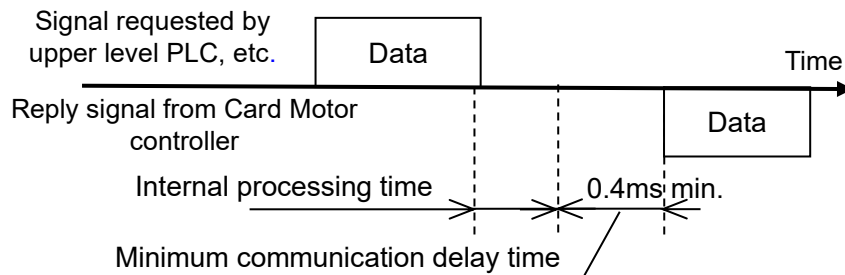 Signal requested by
upper level PLC, etc.
Data
Time
Reply signal from Card Motor
controller
Data
Internal processing time
0.4ms min.
Minimum communication delay time